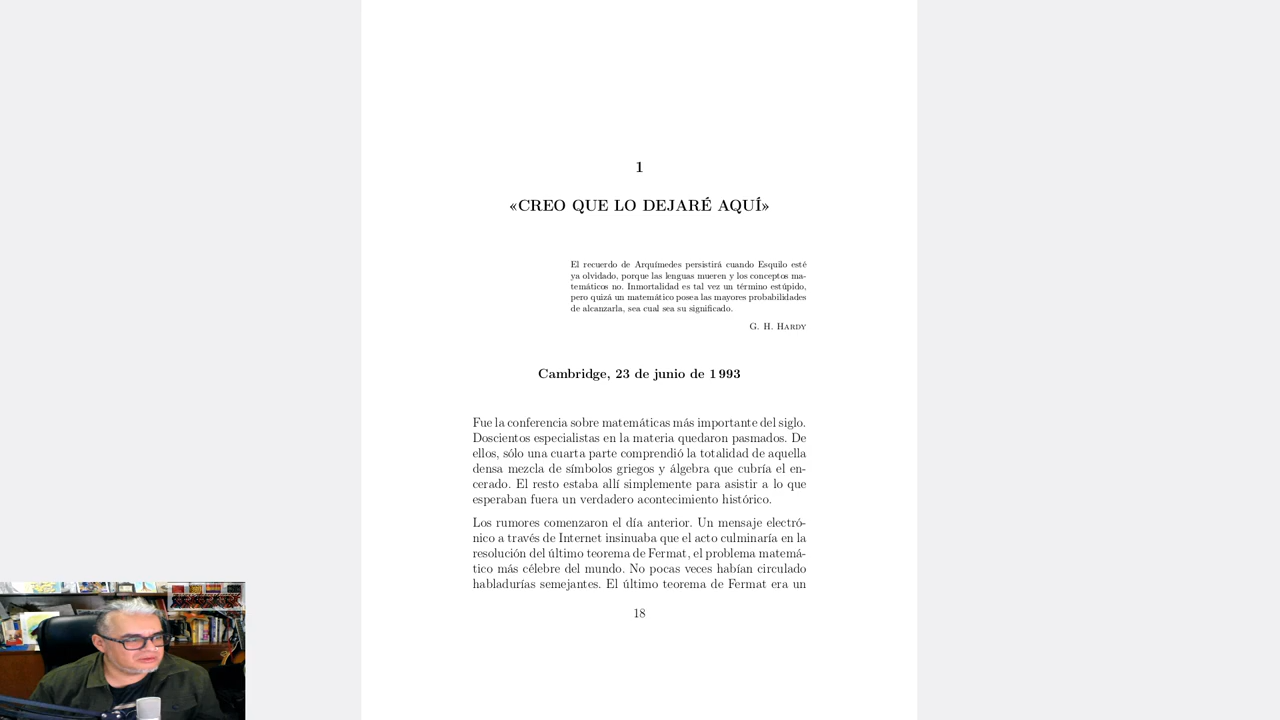 1
«CREO QUE LO DEJARÉ AQUÍ»
El recuerdo de Arquímedes persistirá cuando Esquilo esté
ya olvidado, porque las lenguas mueren y los conceptos ma-
temáticos no. Inmortalidad es tal vez un término estúpido,
pero quizá un matemático posea las mayores probabilidades
de alcanzarla, sea cual sea su significado.
G. H. HARDY
Cambridge, 23 de junio de 1 993
Fue la conferencia sobre matemáticas más importante del siglo.
Doscientos especialistas en la materia quedaron pasmados. De
ellos, sólo una cuarta parte comprendió la totalidad de aquella
densa mezcla de símbolos griegos y álgebra que cubría el en-
cerado. El resto estaba allí simplemente para asistir a lo que
esperaban fuera un verdadero acontecimiento histórico.
Los rumores comenzaron el día anterior. Un mensaje electró-
nico a través de Internet insinuaba que el acto culminaría en la
resolución del último teorema de Fermat, el problema matemá-
tico más célebre del mundo. No pocas veces habían circulado
habladurías semejantes. El último teorema de Fermat era un
18